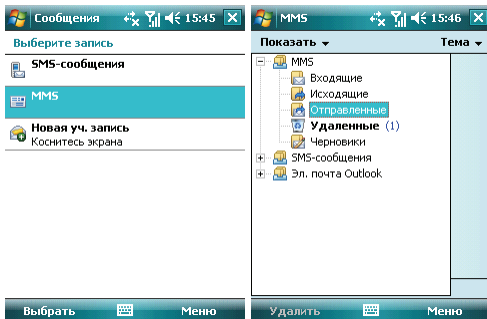 Сообщения 15:45
Выберите запись
SMS-сообщения
MMS
Новая уч. запись
Коснитесь экрана
Выбрать Меню
MMS 15:46
Показать Тема
MMS
Входящие
Исходящие
Отправленные
Удаленные (1)
Черновики
SMS-сообщения
Эл. почта Outlook
Удалить Меню